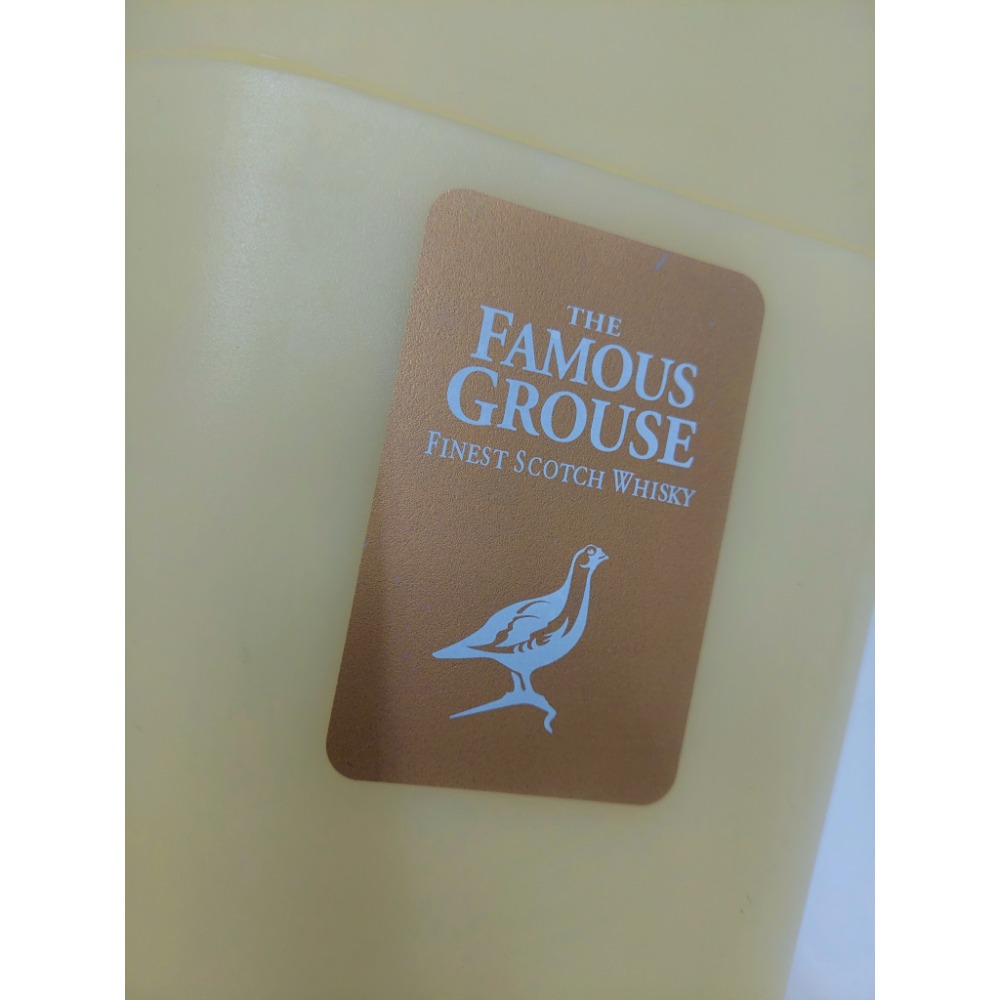 THE
FAMOUS
GROUSE
FINEST SCOTCH WHISKY